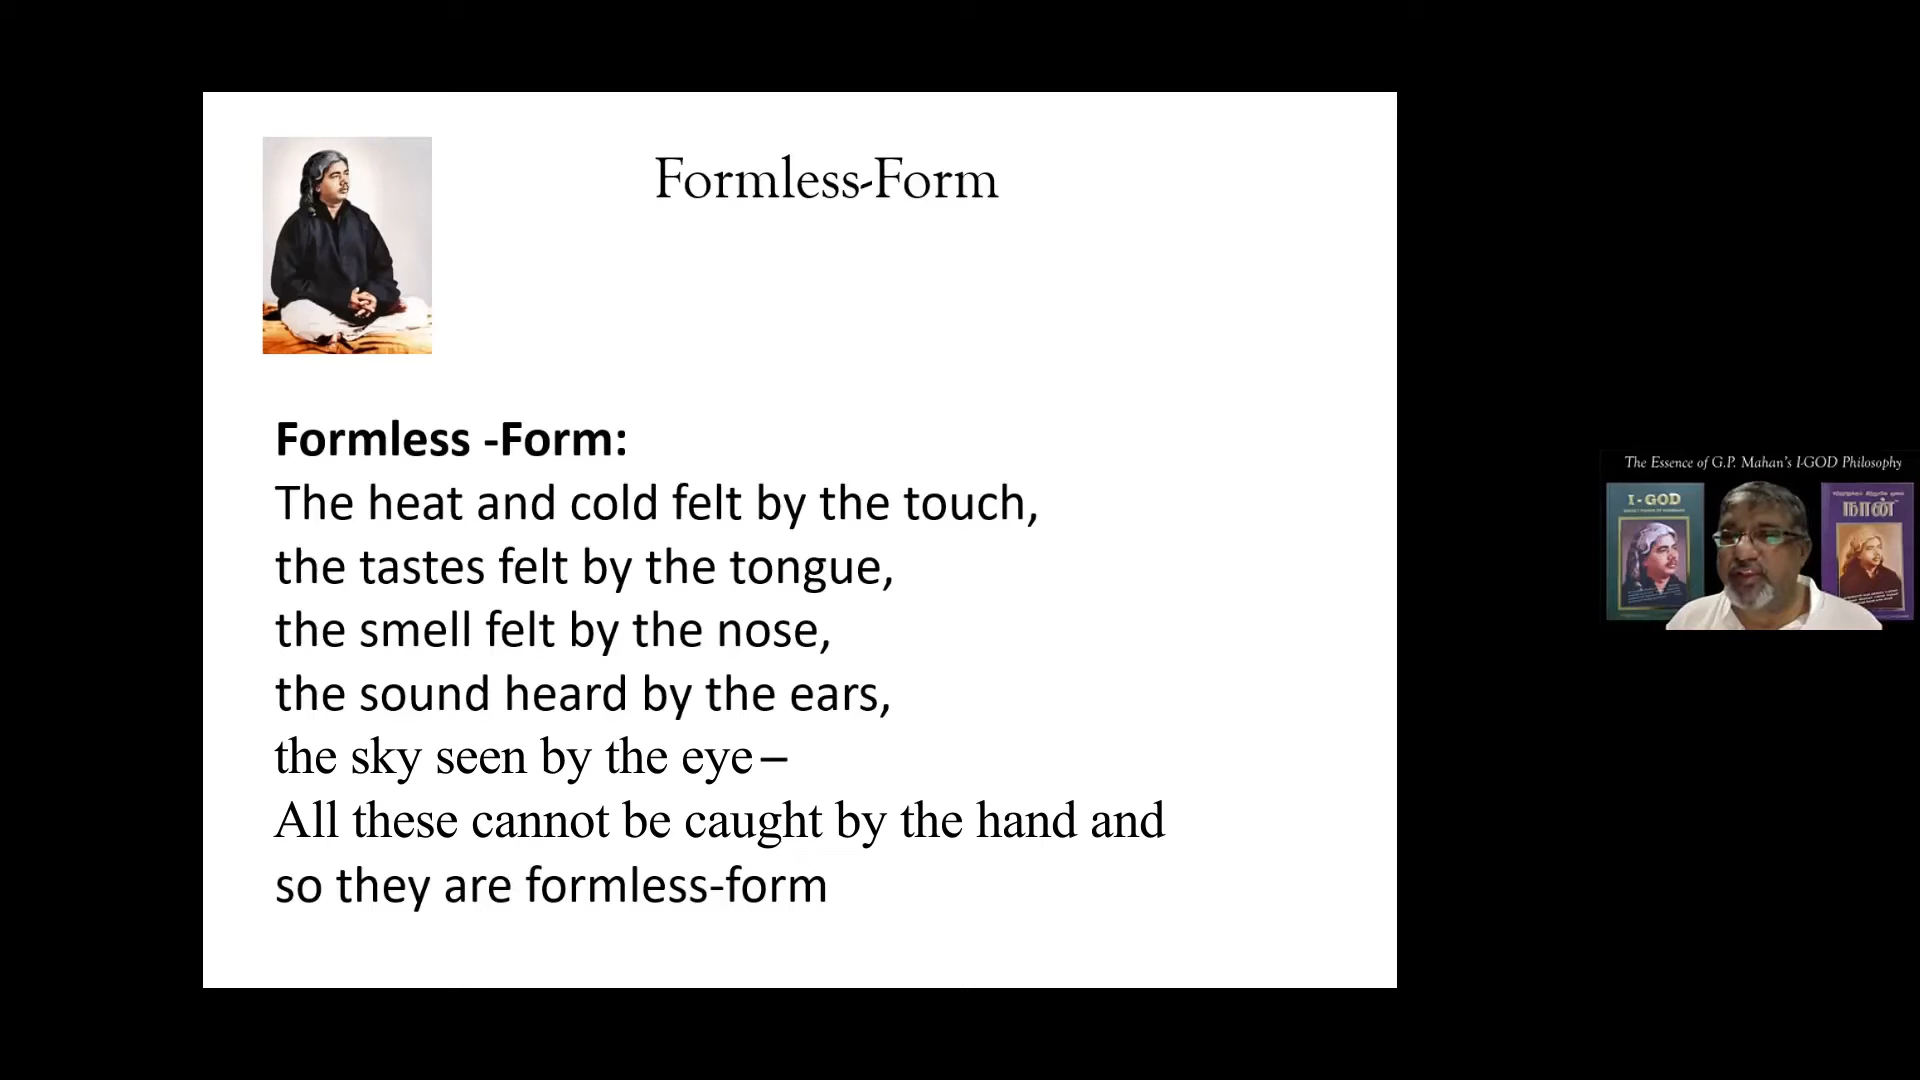 Formless-Form
Formless -Form:
The heat and cold felt by the touch,
the tastes felt by the tongue,
the smell felt by the nose,
the sound heard by the ears,
the sky seen by the eye –
All these cannot be caught by the hand and
so they are formless-form
The Essence of G.P. Mahan's I-GOD Philosophy
I-GOD
நான்